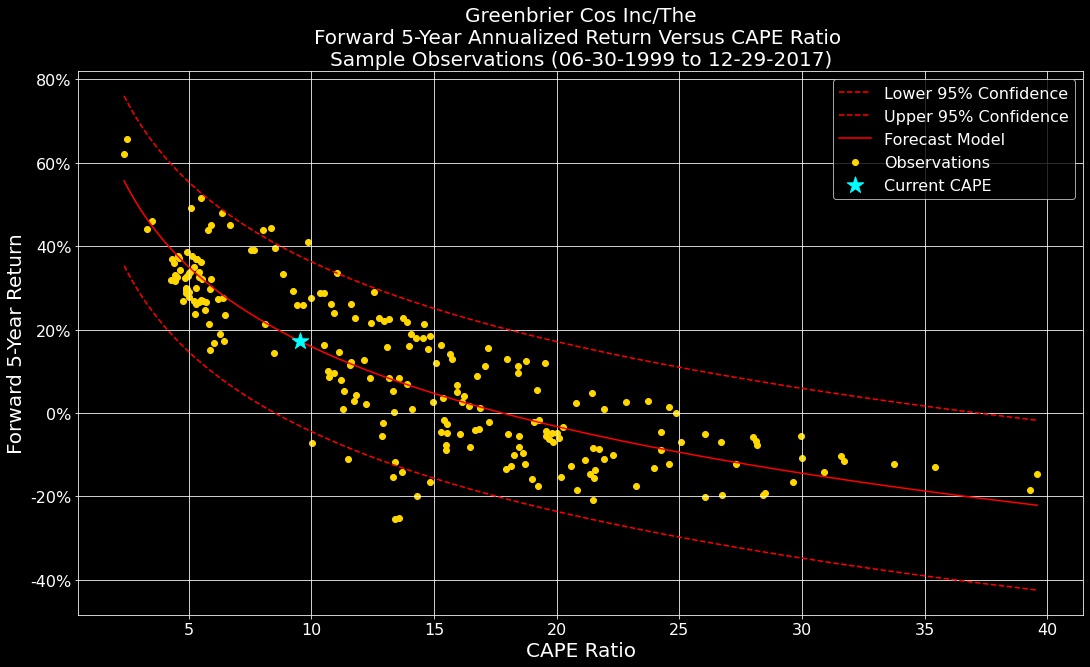 Greenbrier Cos Inc/The
Forward 5-Year Annualized Return Versus CAPE Ratio
Sample Observations (06-30-1999 to 12-29-2017)
Lower 95% Confidence
Upper 95% Confidence
Forecast Model
Observations
Current CAPE
Forward 5-Year Return
80%
60%
40%
20%
0%
-20%
-40%
5 10 15 20 25 30 35 40
CAPE Ratio